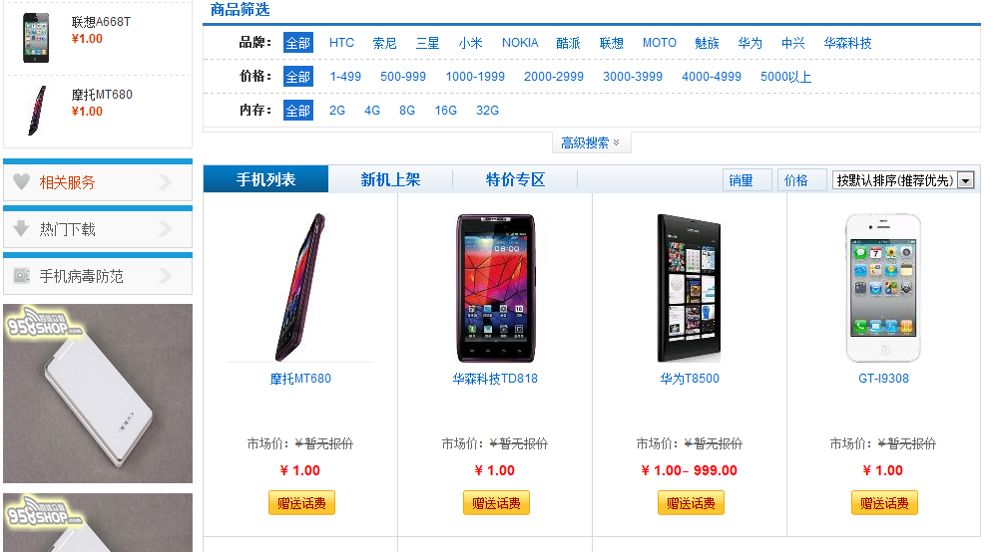 联想A668T
¥1.00
摩托MT680
¥1.00
相关服务
热门下载
手机病毒防范
958SHOP.com
oppo
958SHOP.com
商品筛选
品牌： 全部 HTC 索尼 三星 小米 NOKIA 酷派 联想 MOTO 魅族 华为 中兴 华森科技
价格： 全部 1-499 500-999 1000-1999 2000-2999 3000-3999 4000-4999 5000以上
内存： 全部 2G 4G 8G 16G 32G
高级搜索
手机列表 新机上架 特价专区 销量 价格 按默认排序(推荐优先)
摩托MT680 华森科技TD818 华为T8500 GT-I9308
市场价：¥暂无报价 市场价：¥暂无报价 市场价：¥暂无报价 市场价：¥暂无报价
¥ 1.00 ¥ 1.00 ¥ 1.00– 999.00 ¥ 1.00
赠送话费 赠送话费 赠送话费 赠送话费